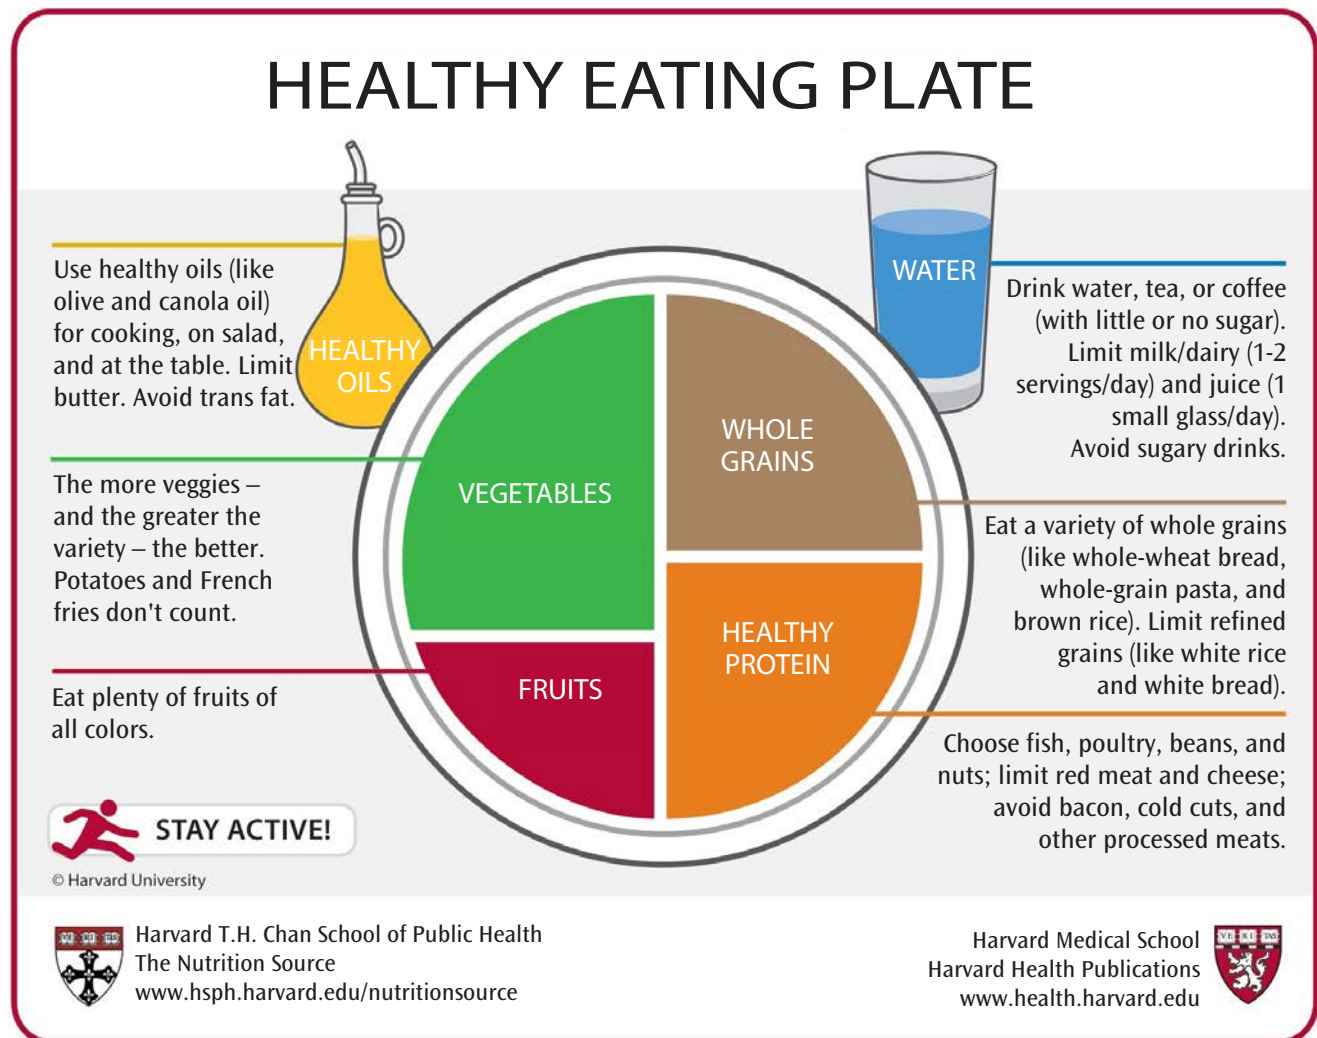 HEALTHY EATING PLATE
Use healthy oils (like
olive and canola oil)
for cooking, on salad,
and at the table. Limit
butter. Avoid trans fat.
HEALTHY
OILS
The more veggies –
and the greater the
variety – the better.
Potatoes and French
fries don't count.
Eat plenty of fruits of
all colors.
VEGETABLES
FRUITS
WHOLE
GRAINS
HEALTHY
PROTEIN
WATER
Drink water, tea, or coffee
(with little or no sugar).
Limit milk/dairy (1-2
servings/day) and juice (1
small glass/day).
Avoid sugary drinks.
Eat a variety of whole grains
(like whole-wheat bread,
whole-grain pasta, and
brown rice). Limit refined
grains (like white rice
and white bread).
Choose fish, poultry, beans, and
nuts; limit red meat and cheese;
avoid bacon, cold cuts, and
other processed meats.
STAY ACTIVE!
© Harvard University
Harvard T.H. Chan School of Public Health
The Nutrition Source
www.hsph.harvard.edu/nutritionsource
Harvard Medical School
Harvard Health Publications
www.health.harvard.edu
VE RI TAS